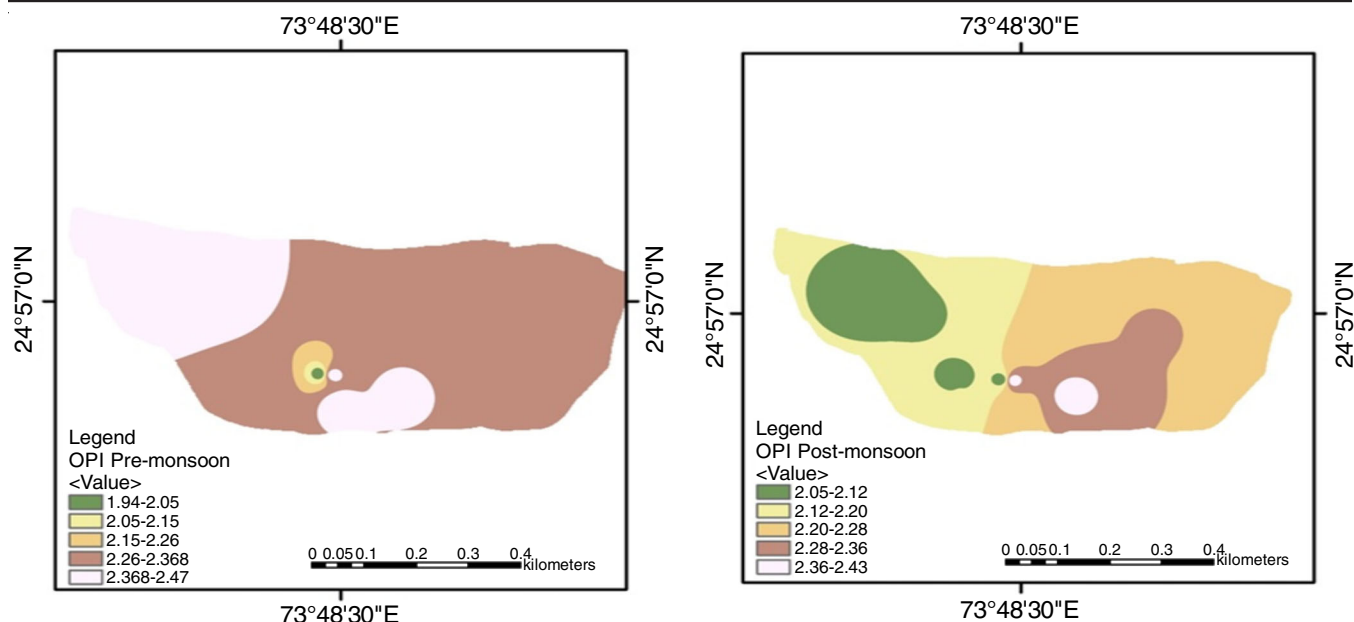 73°48'30"E
24°57'0"N
24°57'0"N
Legend
OPI Pre-monsoon
<Value>
1.94-2.05
2.05-2.15
2.15-2.26
2.26-2.368
2.368-2.47
0 0.05 0.1 0.2 0.3 0.4
kilometers
73°48'30"E
73°48'30"E
24°57'0"N
24°57'0"N
Legend
OPI Post-monsoon
<Value>
2.05-2.12
2.12-2.20
2.20-2.28
2.28-2.36
2.36-2.43
0 0.05 0.1 0.2 0.3 0.4
kilometers
73°48'30"E